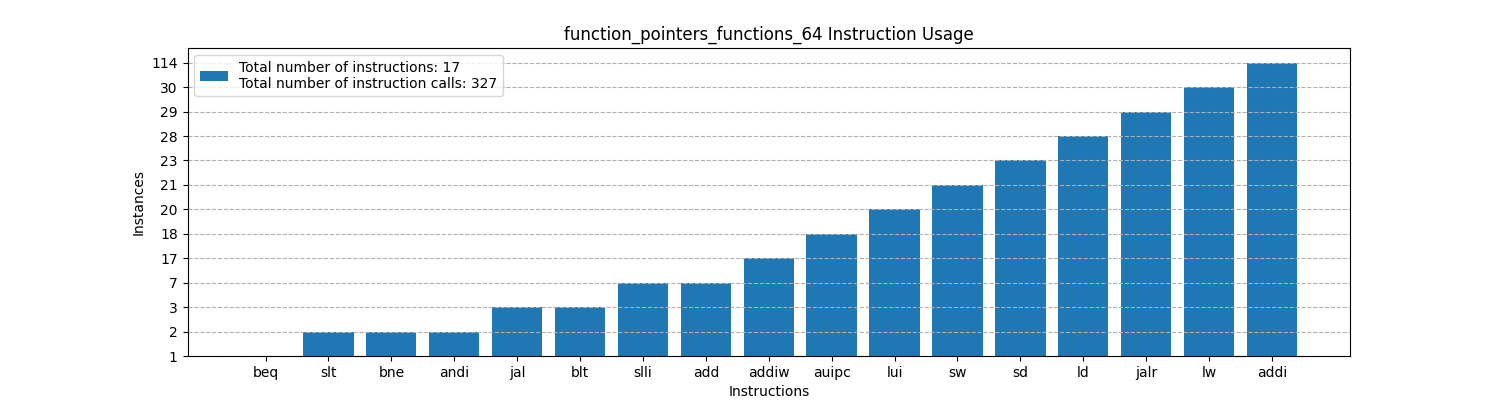 function_pointers_functions_64 Instruction Usage
Total number of instructions: 17
Total number of instruction calls: 327
Instances
114
30
29
28
23
21
20
18
17
7
3
2
1
beq slt bne andi jal blt slli add addiw auipc lui sw sd ld jalr lw addi
Instructions